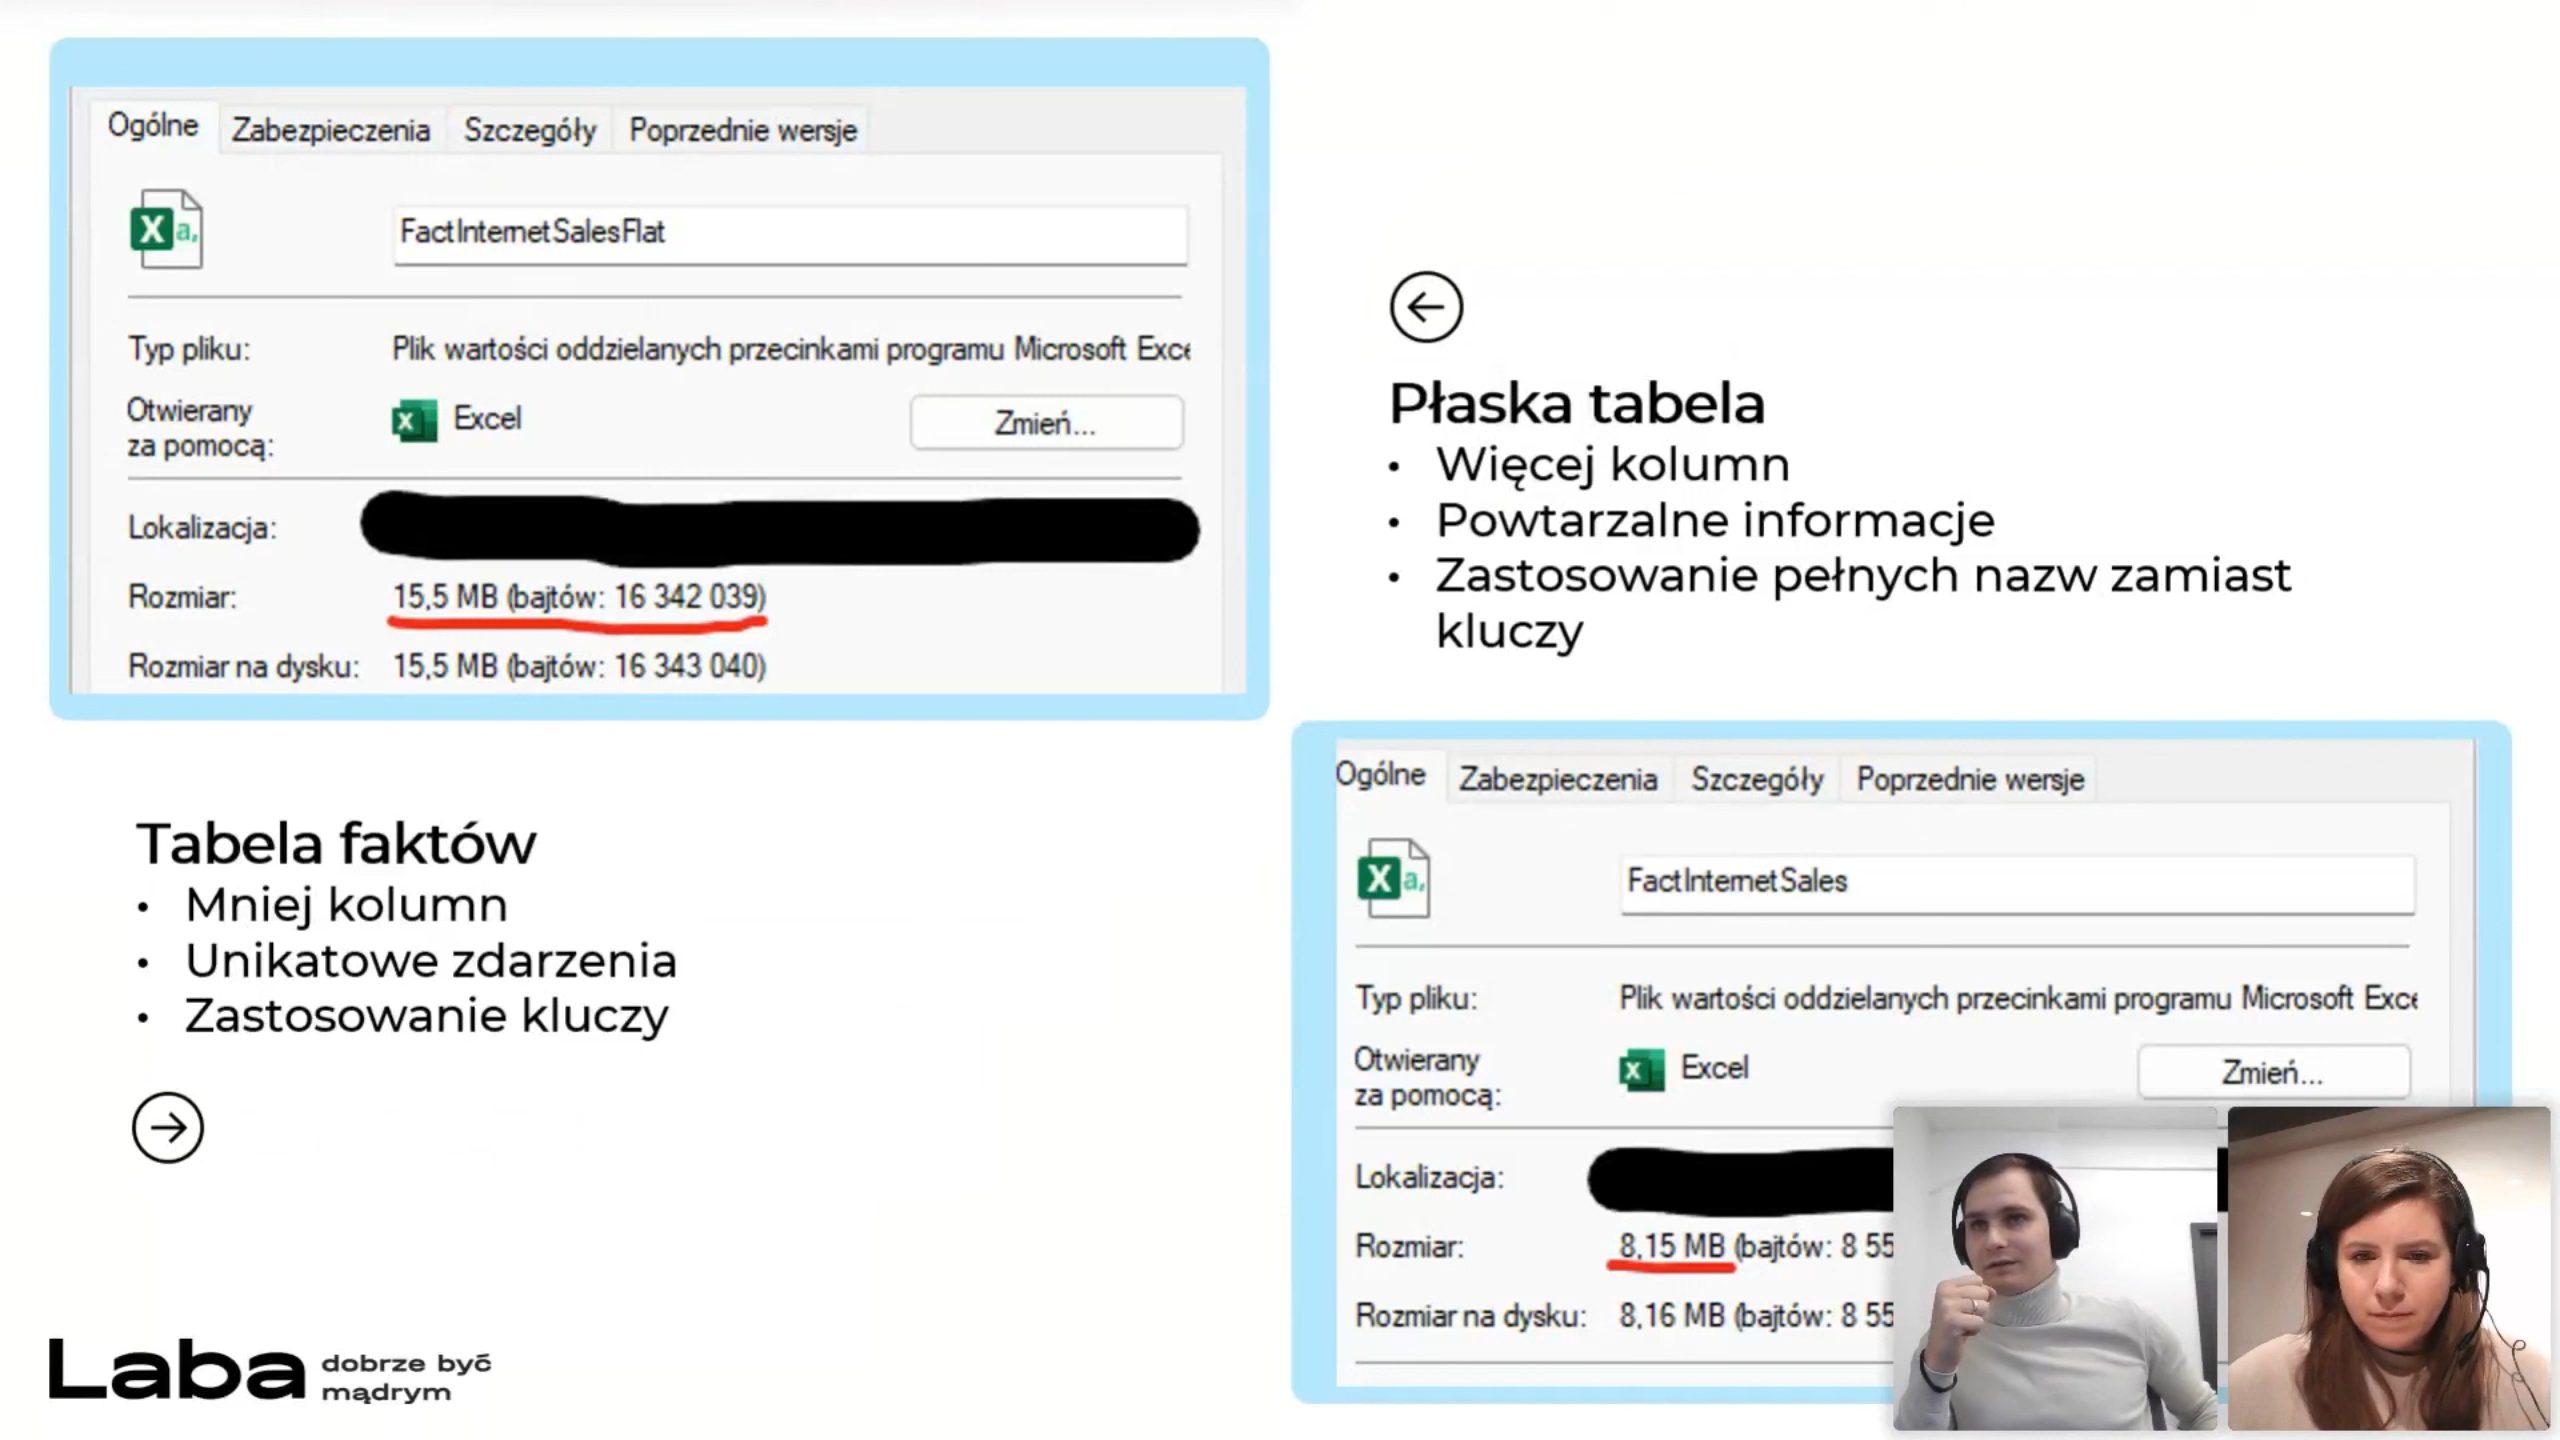 Ogólne Zabezpieczenia Szczegóły Poprzednie wersje
FactInternetSalesFlat
Typ pliku: Plik wartości oddzielanych przecinkami programu Microsoft Exce
Otwierany
za pomocą: Excel Zmień...
Lokalizacja:
Rozmiar: 15,5 MB (bajtów: 16 342 039)
Rozmiar na dysku: 15,5 MB (bajtów: 16 343 040)
Płaska tabela
• Więcej kolumn
• Powtarzalne informacje
• Zastosowanie pełnych nazw zamiast
kluczy
Tabela faktów
• Mniej kolumn
• Unikatowe zdarzenia
• Zastosowanie kluczy
Ogólne Zabezpieczenia Szczegóły Poprzednie wersje
FactInternetSales
Typ pliku: Plik wartości oddzielanych przecinkami programu Microsoft Exce
Otwierany
za pomocą: Excel Zmień...
Lokalizacja:
Rozmiar: 8,15 MB (bajtów: 8 55
Rozmiar na dysku: 8,16 MB (bajtów: 8 55
Laba dobrze być
mądrym